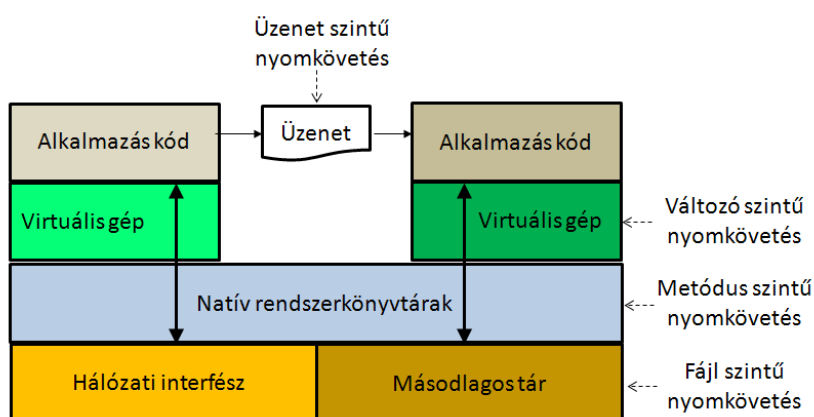 Üzenet szintű
nyomkövetés
Alkalmazás kód
Üzenet
Alkalmazás kód
Virtuális gép
Virtuális gép
Változó szintű
nyomkövetés
Natív rendszerkönyvtárak
Metódus szintű
nyomkövetés
Hálózati interfész
Másodlagos tár
Fájl szintű
nyomkövetés